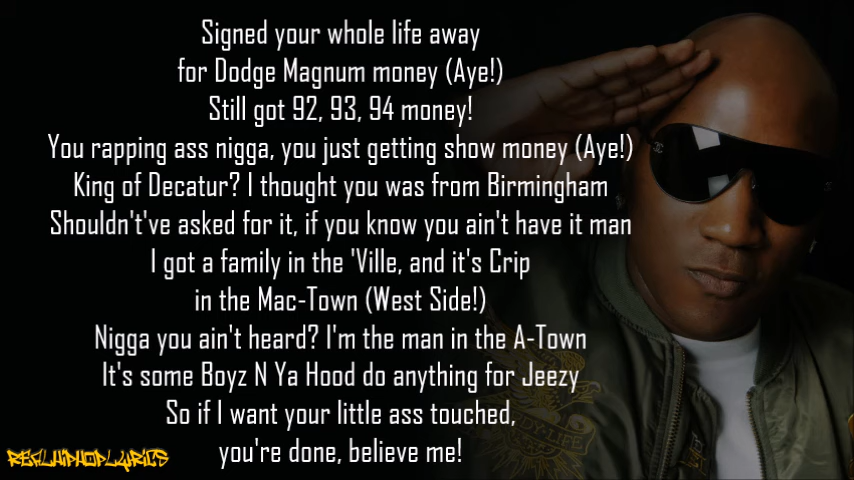 Signed your whole life away
for Dodge Magnum money (Aye!)
Still got 92, 93, 94 money!
You rapping ass nigga, you just getting show money (Aye!)
King of Decatur? I thought you was from Birmingham
Shouldn't've asked for it, if you know you ain't have it man
I got a family in the 'Ville, and it's Crip
in the Mac-Town (West Side!)
Nigga you ain't heard? I'm the man in the A-Town
It's some Boyz N Ya Hood do anything for Jeezy
So if I want your little ass touched,
you're done, believe me!
REALHIPHOPLYRICS